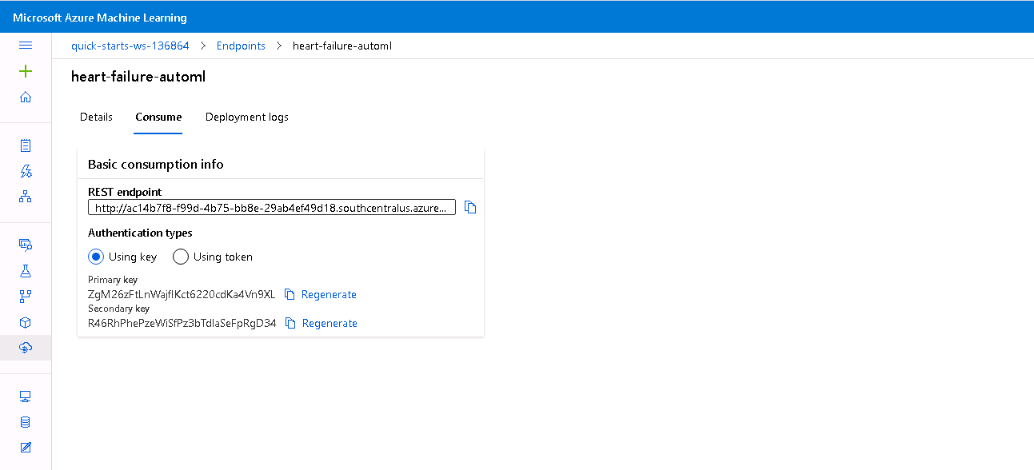 Microsoft Azure Machine Learning
quick-starts-ws-136864 > Endpoints > heart-failure-automl
heart-failure-automl
Details Consume Deployment logs
Basic consumption info
REST endpoint
http://ac14b7f8-f99d-4b75-bb8e-29ab4ef49d18.southcentralus.azure...
Authentication types
Using key Using token
Primary key
ZgM26zFtLnWajflKct6220cdKa4Vn9XL Regenerate
Secondary key
R46RhPhePzeWiSfPz3bTdlaSeFpRgD34 Regenerate